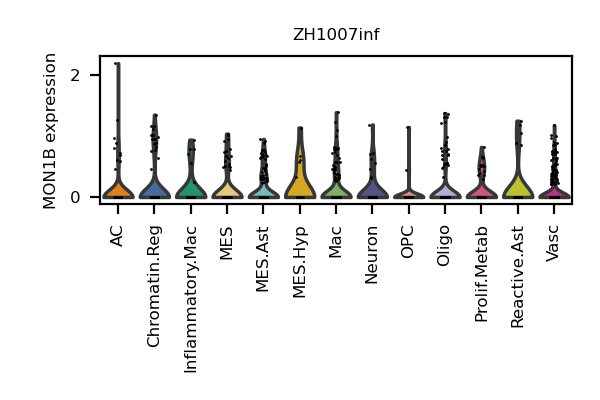 ZH1007inf
MON1B expression
2
0
AC
Chromatin.Reg
Inflammatory.Mac
MES
MES.Ast
MES.Hyp
Mac
Neuron
OPC
Oligo
Prolif.Metab
Reactive.Ast
Vasc